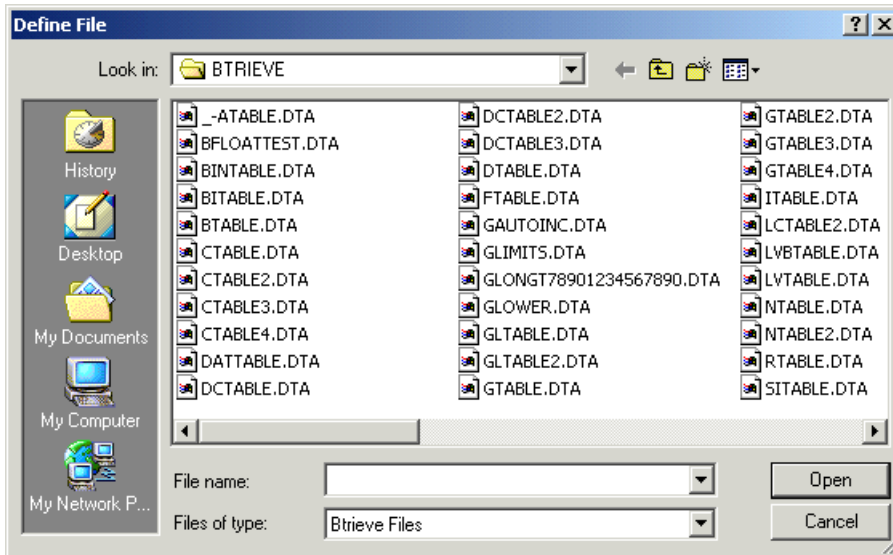 Define File
Look in: BTRIEVE
History
Desktop
My Documents
My Computer
My Network P...
_-ATABLE.DTA
BFLOATTEST.DTA
BINTABLE.DTA
BITABLE.DTA
BTABLE.DTA
CTABLE.DTA
CTABLE2.DTA
CTABLE3.DTA
CTABLE4.DTA
DATTABLE.DTA
DCTABLE.DTA
DCTABLE2.DTA
DCTABLE3.DTA
DTABLE.DTA
FTABLE.DTA
GAUTOINC.DTA
GLIMITS.DTA
GLONGT78901234567890.DTA
GLOWER.DTA
GLTABLE.DTA
GLTABLE2.DTA
GTABLE.DTA
GTABLE2.DTA
GTABLE3.DTA
GTABLE4.DTA
ITABLE.DTA
LCTABLE2.DTA
LVBTABLE.DTA
LVTABLE.DTA
NTABLE.DTA
NTABLE2.DTA
RTABLE.DTA
SITABLE.DTA
File name:
Open
Files of type: Btrieve Files
Cancel